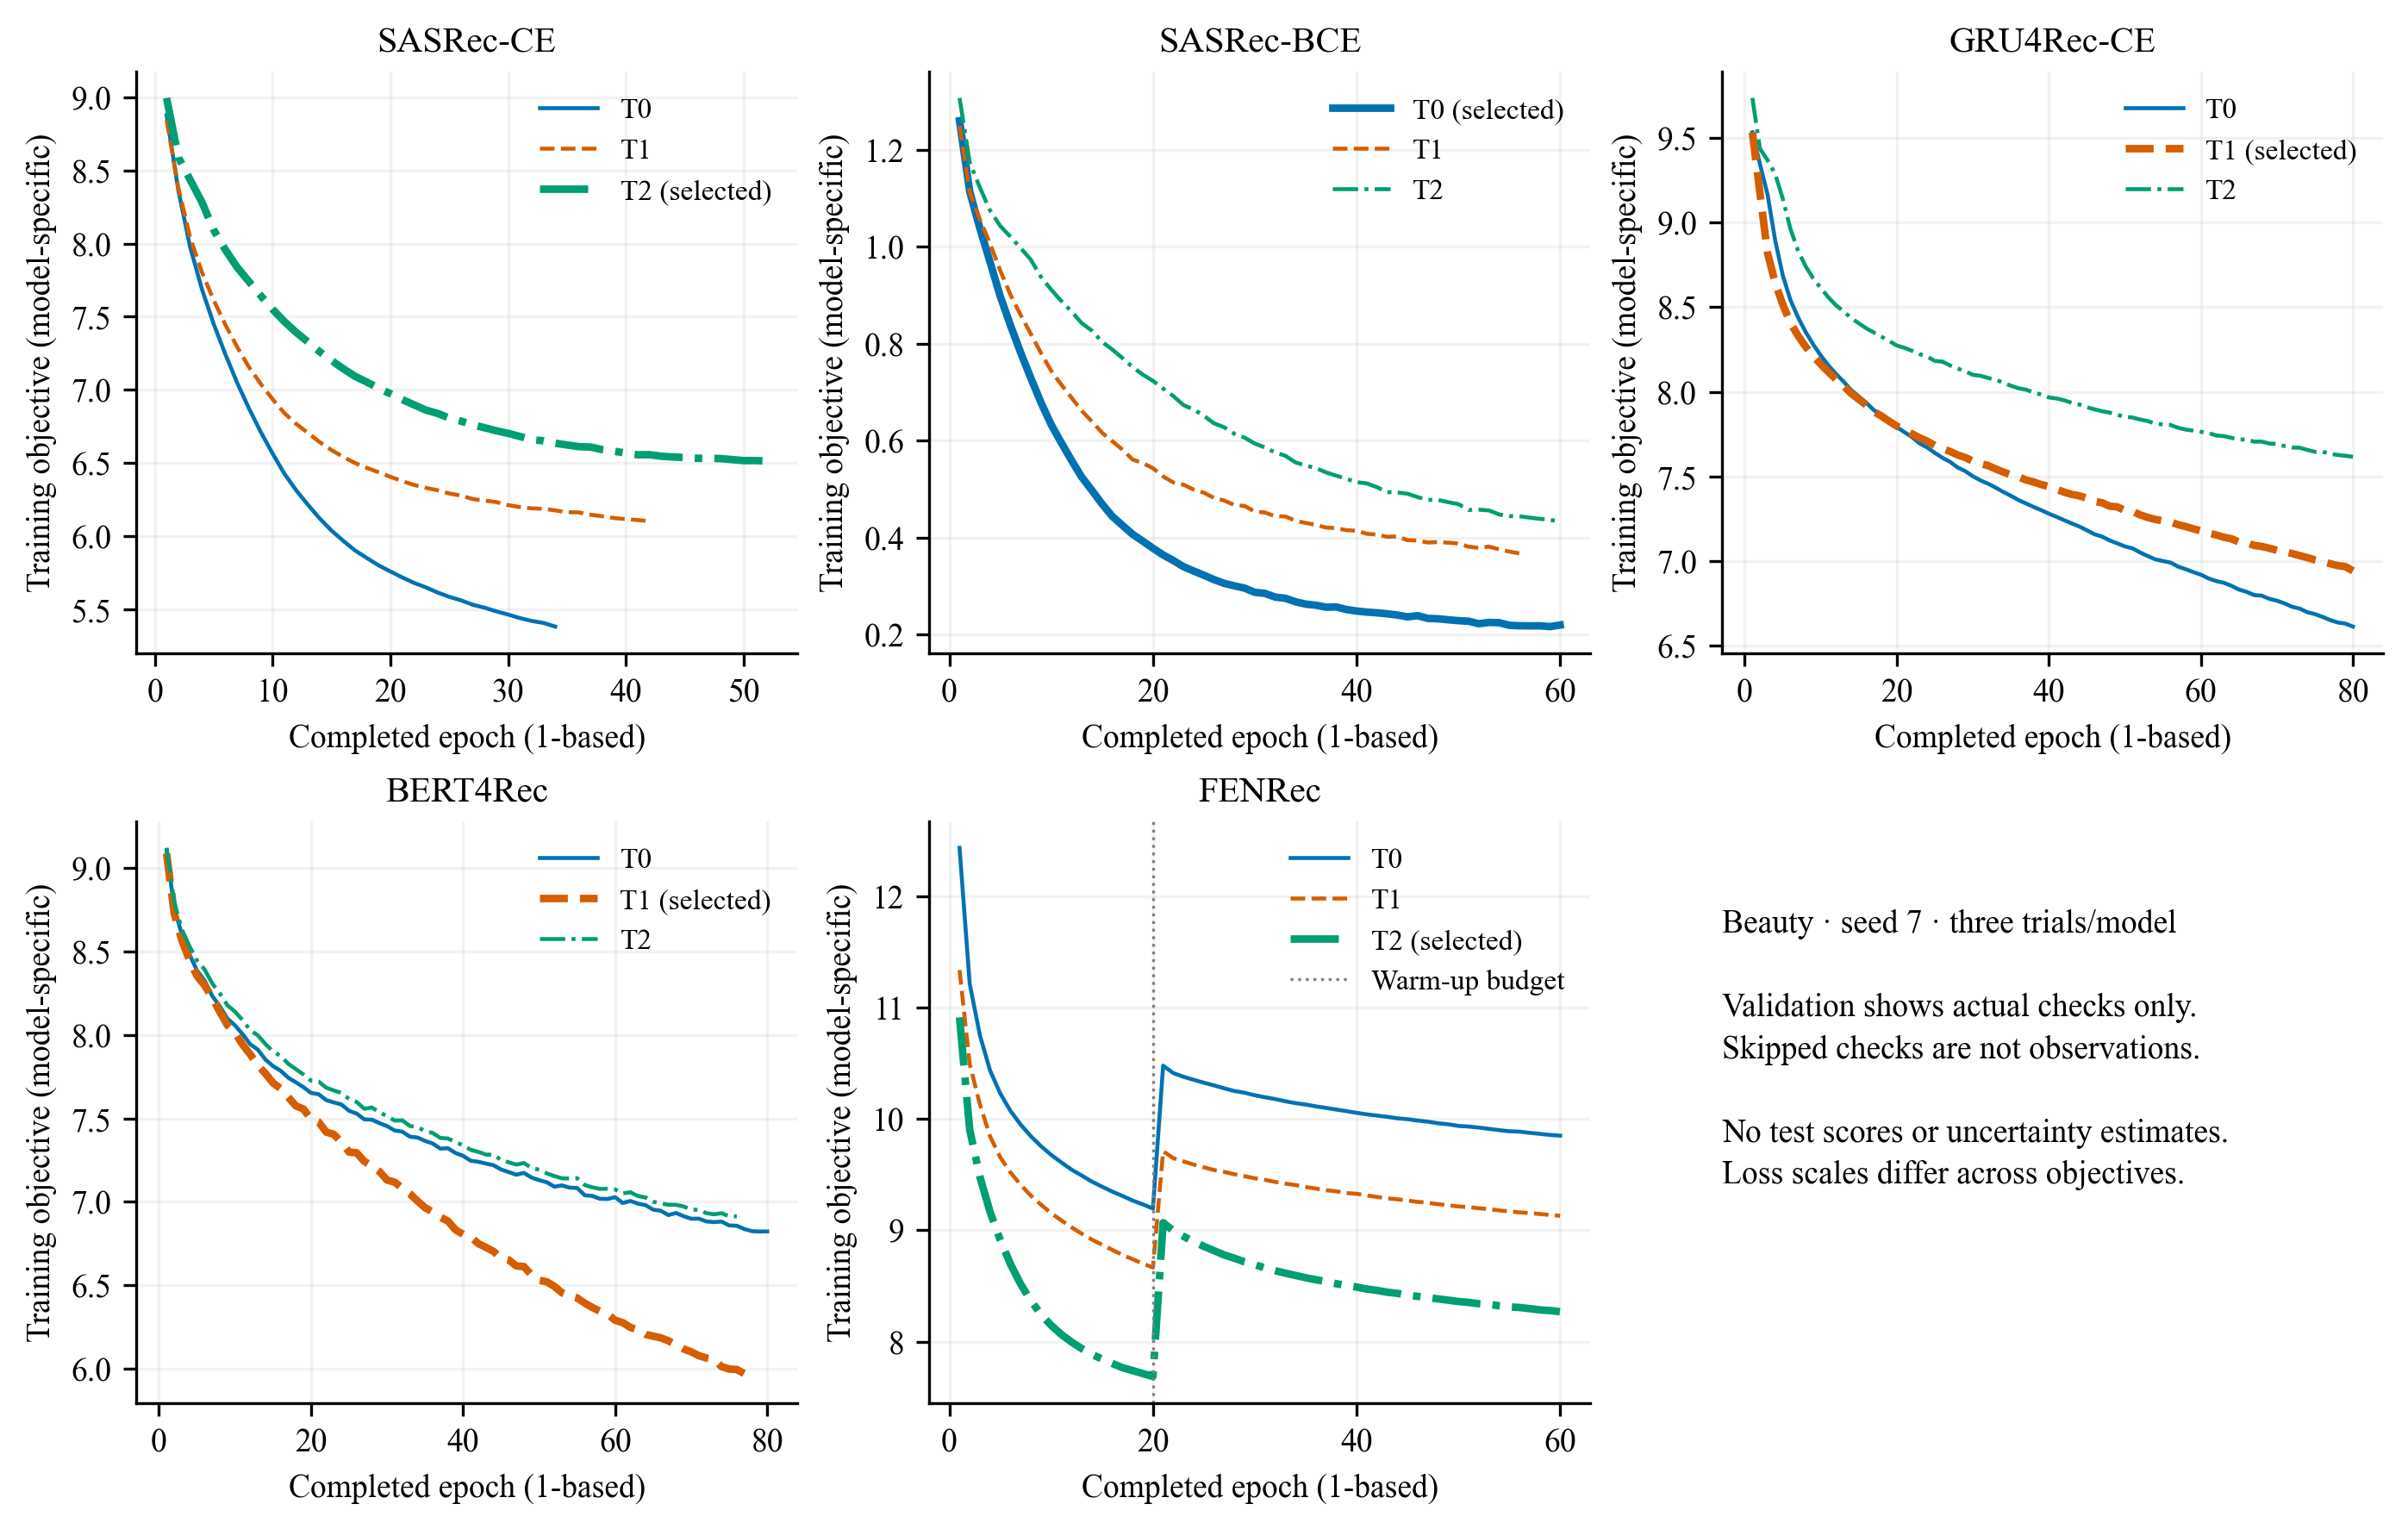 SASRec-CE
Training objective (model-specific)
9.0
8.5
8.0
7.5
7.0
6.5
6.0
5.5
T0
T1
T2 (selected)
0 10 20 30 40 50
Completed epoch (1-based)
SASRec-BCE
Training objective (model-specific)
1.2
1.0
0.8
0.6
0.4
0.2
T0 (selected)
T1
T2
0 20 40 60
Completed epoch (1-based)
GRU4Rec-CE
Training objective (model-specific)
9.5
9.0
8.5
8.0
7.5
7.0
6.5
T0
T1 (selected)
T2
0 20 40 60 80
Completed epoch (1-based)
BERT4Rec
Training objective (model-specific)
9.0
8.5
8.0
7.5
7.0
6.5
6.0
T0
T1 (selected)
T2
0 20 40 60 80
Completed epoch (1-based)
FENRec
Training objective (model-specific)
12
11
10
9
8
T0
T1
T2 (selected)
Warm-up budget
0 20 40 60
Completed epoch (1-based)
Beauty · seed 7 · three trials/model
Validation shows actual checks only.
Skipped checks are not observations.
No test scores or uncertainty estimates.
Loss scales differ across objectives.